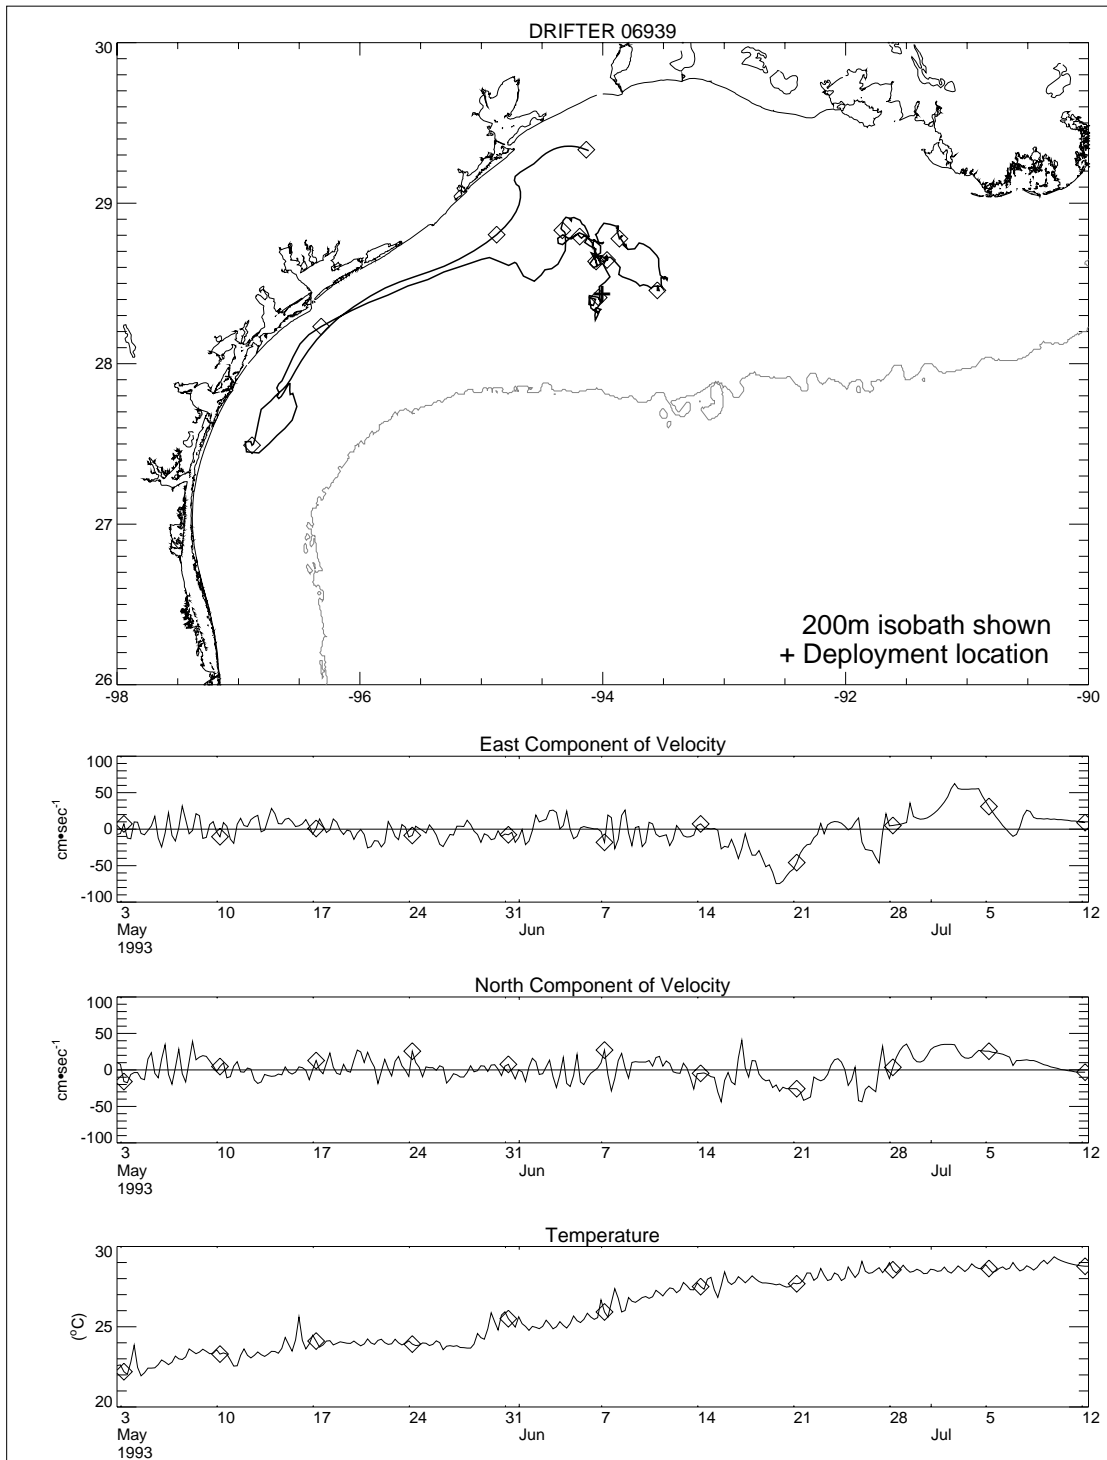 DRIFTER 06939
30
29
28
27
26
-98
-96
-94
-92
-90
200m isobath shown
+ Deployment location
East Component of Velocity
100
50
0
-50
-100
cm•sec-1
3 10 17 24 31 7 14 21 28 5 12
May Jun Jul
1993
North Component of Velocity
100
50
0
-50
-100
cm•sec-1
3 10 17 24 31 7 14 21 28 5 12
May Jun Jul
1993
Temperature
30
25
20
(°C)
3 10 17 24 31 7 14 21 28 5 12
May Jun Jul
1993